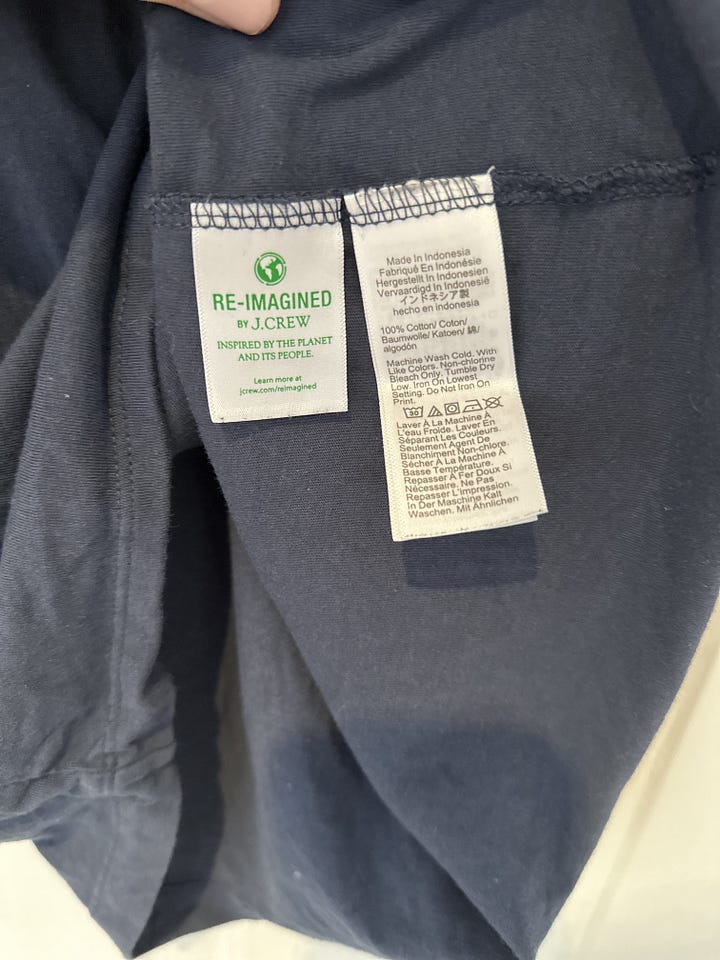 RE-IMAGINED
BY J.CREW
INSPIRED BY THE PLANET
AND ITS PEOPLE.
Learn more at
jcrew.com/reimagined
Made In Indonesia
Fabriqué En Indonésie
Hergestellt In Indonesien
Vervaardigd In Indonesië
インドネシア製
hecho en indonesia
100% Cotton/ Coton/
Baumwolle/ Katoen/ 綿/
algodón
Machine Wash Cold. With
Like Colors. Non-chlorine
Bleach Only. Tumble Dry
Low. Iron On Lowest
Setting. Do Not Iron On
Print.
30
Laver À La Machine À
L'eau Froide. Laver En
Séparant Les Couleurs.
Seulement Agent De
Blanchiment Non-chlore.
Sécher À La Machine À
Basse Température.
Repasser À Fer Doux Si
Nécessaire. Ne Pas
Repasser L'impression.
In Der Maschine Kalt
Waschen. Mit Ähnlichen